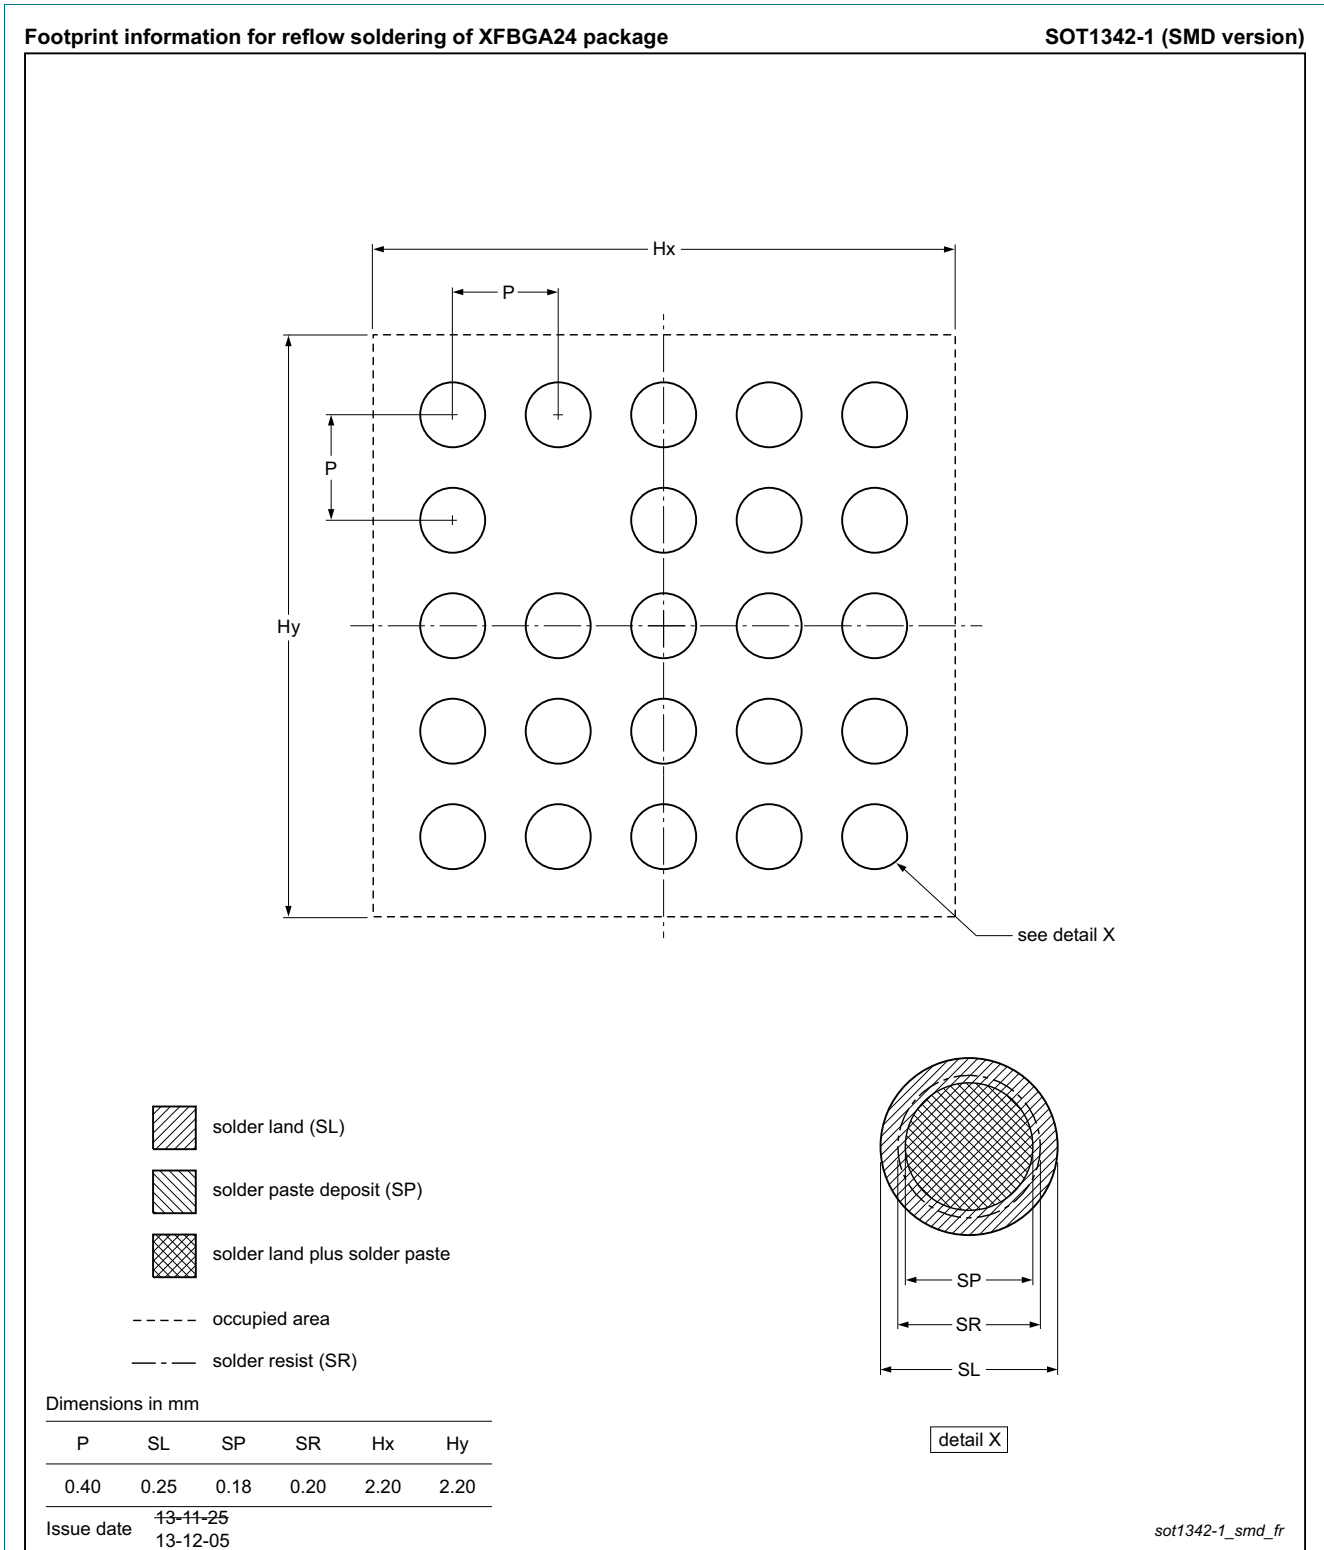 Footprint information for reflow soldering of XFBGA24 package SOT1342-1 (SMD version)
Hx
P
P
Hy
see detail X
solder land (SL)
solder paste deposit (SP)
solder land plus solder paste
occupied area
solder resist (SR)
SP
SR
SL
detail X
Dimensions in mm
P SL SP SR Hx Hy
0.40 0.25 0.18 0.20 2.20 2.20
Issue date 13-11-25
13-12-05
sot1342-1_smd_fr